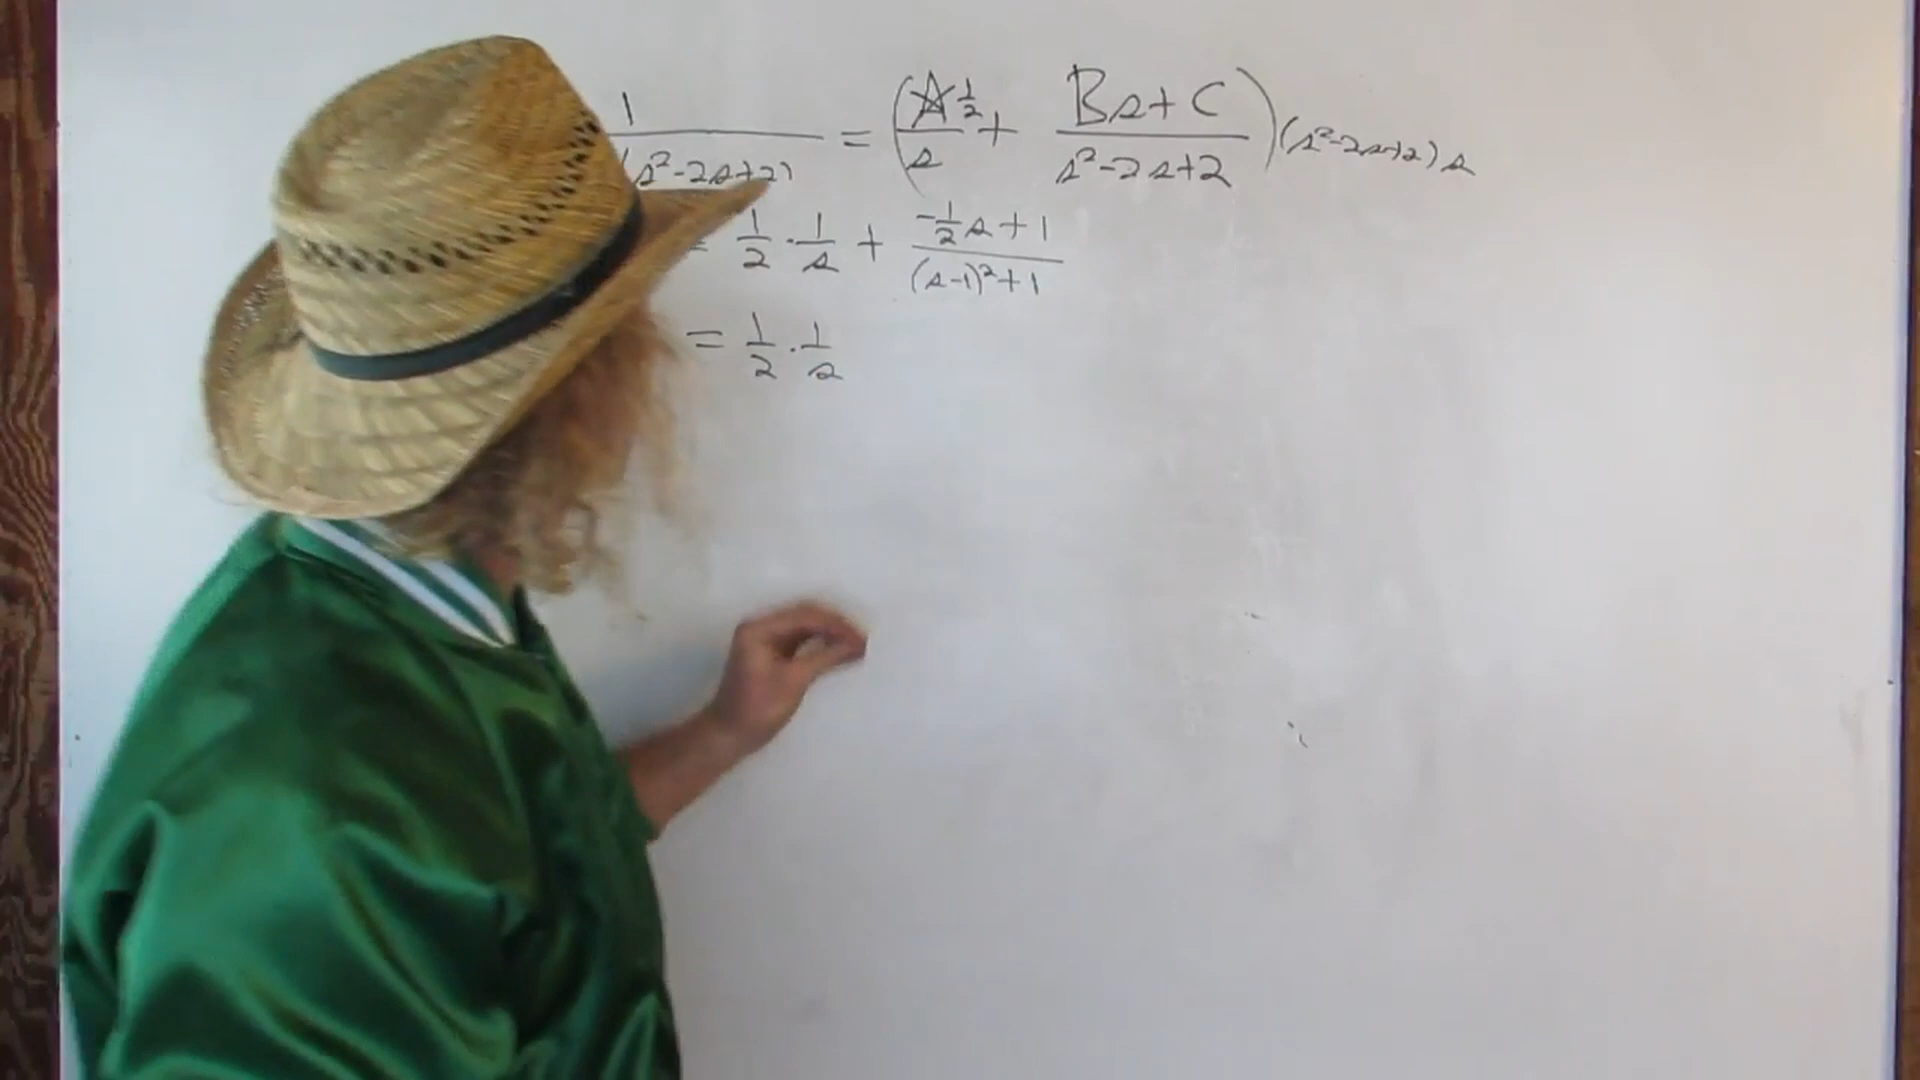 1/(s²-2s+2) = (A ½/s + Bs+C/s²-2s+2)(s²-2s+2)s
= 1/2 · 1/s + -½s+1/(s-1)²+1
= 1/2 · 1/s